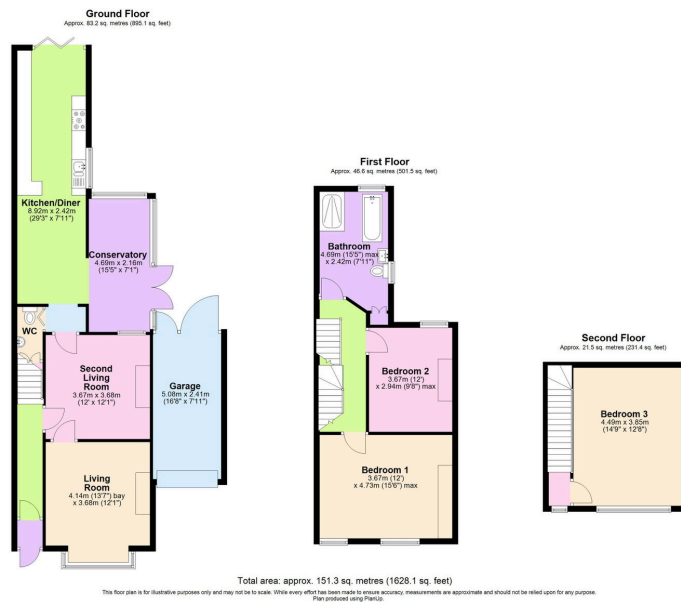 Ground Floor
Approx. 83.2 sq. metres (895.1 sq. feet)
Kitchen/Diner
8.92m x 2.42m
(29'3" x 7'11")
Conservatory
4.69m x 2.16m
(15'5" x 7'1")
WC
Second
Living
Room
3.67m x 3.68m
(12' x 12'1")
Garage
5.08m x 2.41m
(16'8" x 7'11")
Living
Room
4.14m (13'7") bay
x 3.68m (12'1")
First Floor
Approx. 46.6 sq. metres (501.5 sq. feet)
Bathroom
4.69m (15'5") max
x 2.42m (7'11")
Bedroom 2
3.67m (12')
x 2.94m (9'8") max
Bedroom 1
3.67m (12')
x 4.73m (15'6") max
Second Floor
Approx. 21.5 sq. metres (231.4 sq. feet)
Bedroom 3
4.49m x 3.85m
(14'9" x 12'8")
Total area: approx. 151.3 sq. metres (1628.1 sq. feet)
This floor plan is for illustrative purposes only and may not be to scale. While every effort has been made to ensure accuracy, measurements are approximate and should not be relied upon for any purpose.
Plan produced using PlanUp.